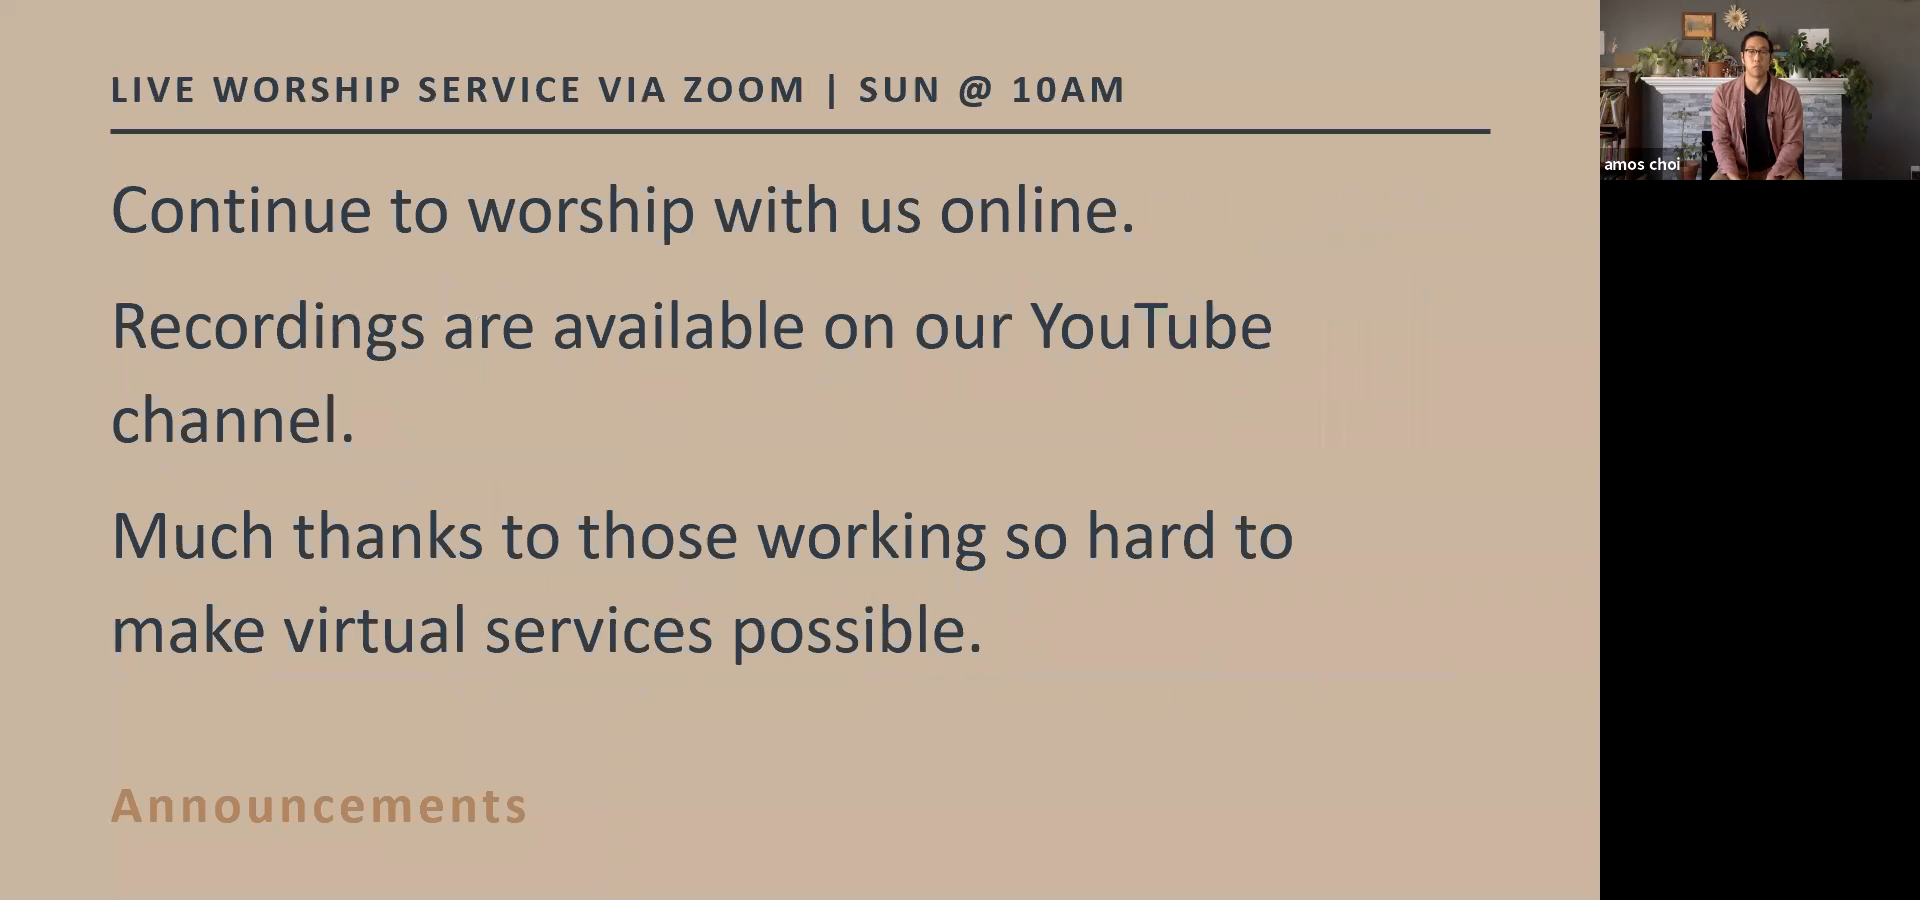 LIVE WORSHIP SERVICE VIA ZOOM | SUN @ 10AM
Continue to worship with us online.
Recordings are available on our YouTube
channel.
Much thanks to those working so hard to
make virtual services possible.
Announcements
amos choi